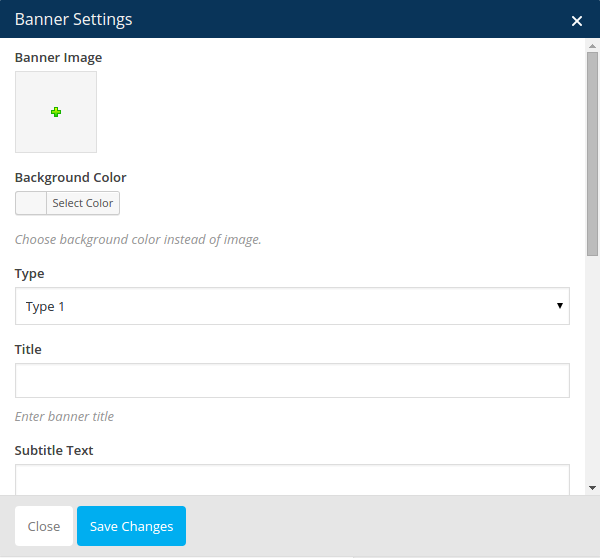 Banner Settings
Banner Image
Background Color
Select Color
Choose background color instead of image.
Type
Type 1
Title
Enter banner title
Subtitle Text
Close
Save Changes